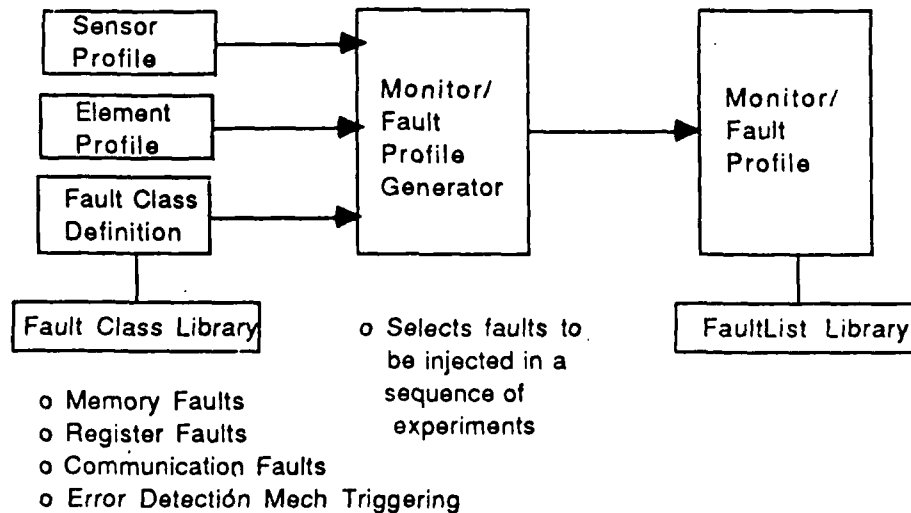 Sensor
Profile
Element
Profile
Fault Class
Definition
Fault Class Library
Monitor/
Fault
Profile
Generator
Monitor/
Fault
Profile
FaultList Library
o Selects faults to
be injected in a
sequence of
experiments
o Memory Faults
o Register Faults
o Communication Faults
o Error Detection Mech Triggering